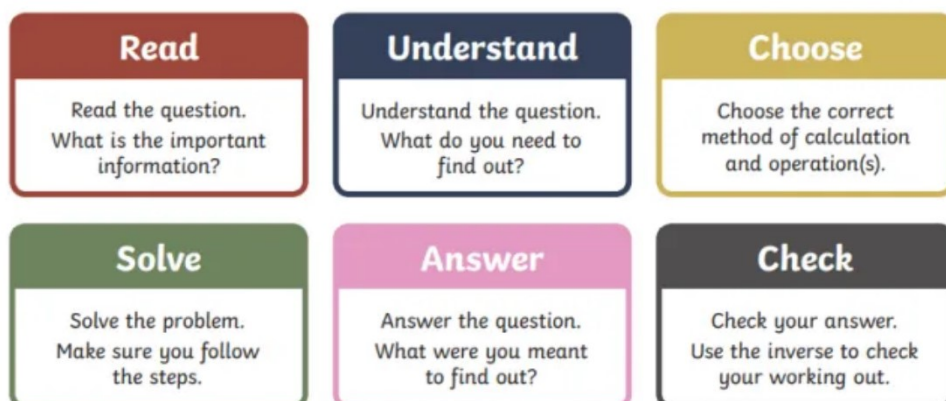 Read
Read the question.
What is the important
information?
Understand
Understand the question.
What do you need to
find out?
Choose
Choose the correct
method of calculation
and operation(s).
Solve
Solve the problem.
Make sure you follow
the steps.
Answer
Answer the question.
What were you meant
to find out?
Check
Check your answer.
Use the inverse to check
your working out.